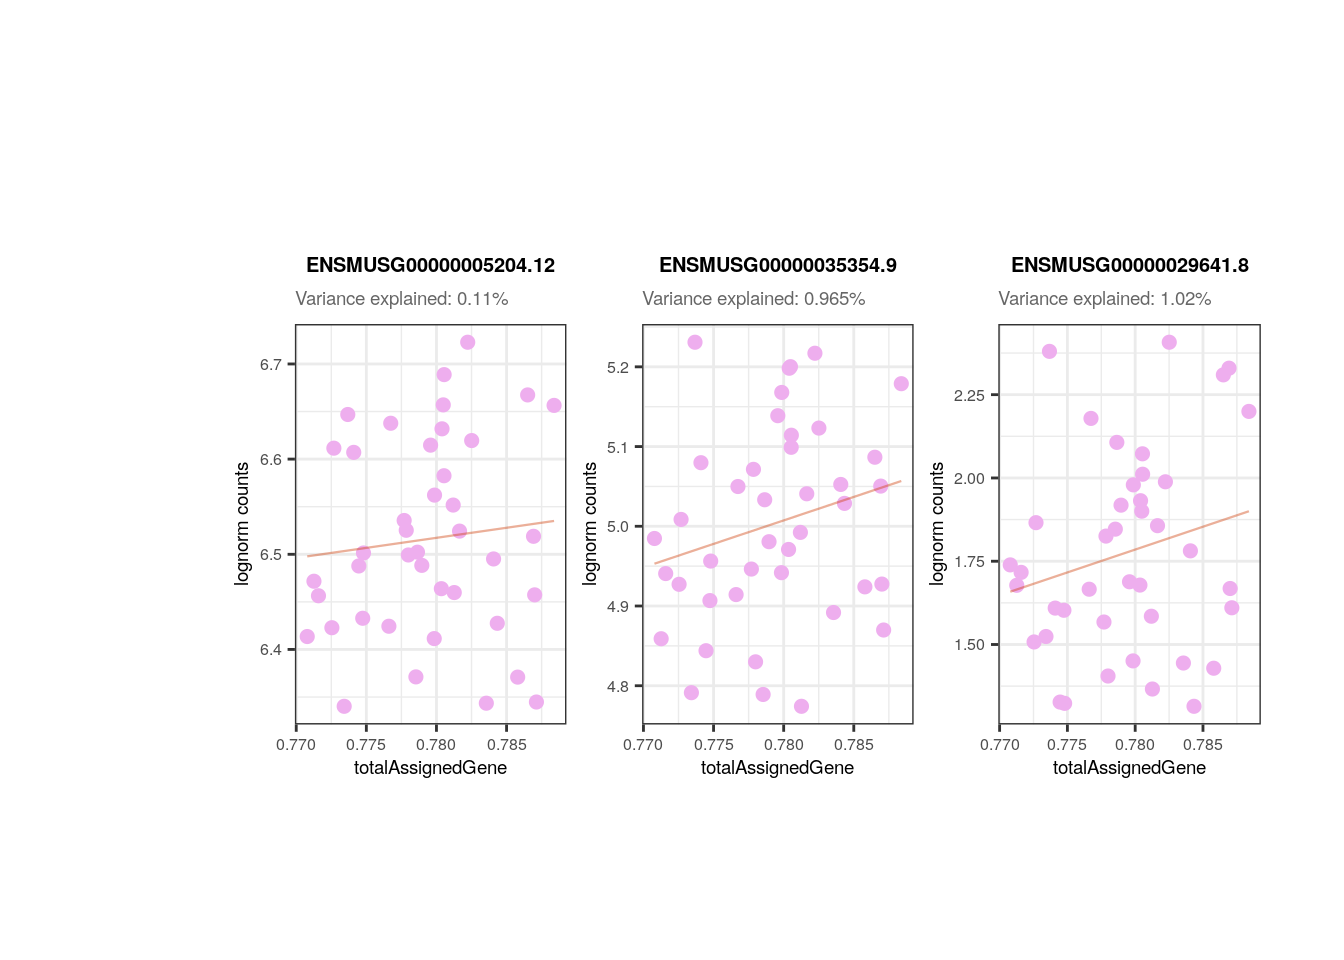 ENSMUSG00000005204.12
Variance explained: 0.11%
6.7
6.6
6.5
6.4
lognorm counts
0.770 0.775 0.780 0.785
totalAssignedGene
ENSMUSG00000035354.9
Variance explained: 0.965%
5.2
5.1
5.0
4.9
4.8
lognorm counts
0.770 0.775 0.780 0.785
totalAssignedGene
ENSMUSG00000029641.8
Variance explained: 1.02%
2.25
2.00
1.75
1.50
lognorm counts
0.770 0.775 0.780 0.785
totalAssignedGene